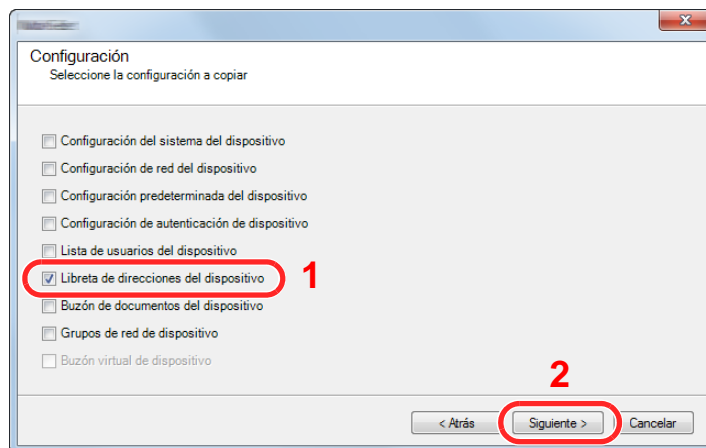 Configuración
Seleccione la configuración a copiar
Configuración del sistema del dispositivo
Configuración de red del dispositivo
Configuración predeterminada del dispositivo
Configuración de autenticación de dispositivo
Lista de usuarios del dispositivo
Libreta de direcciones del dispositivo
1
Buzón de documentos del dispositivo
Grupos de red de dispositivo
Buzón virtual de dispositivo
2
< Atrás
Siguiente >
Cancelar